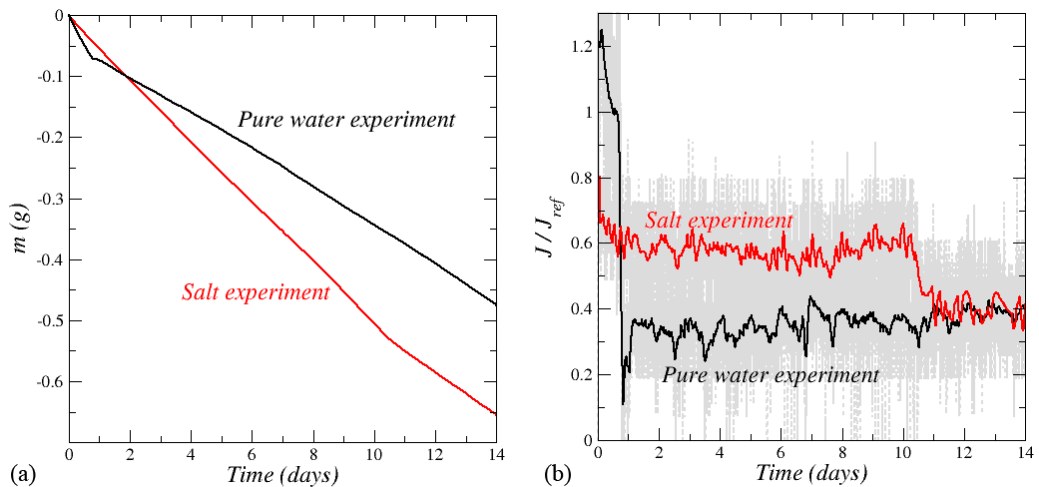 0
-0.1
-0.2
-0.3
-0.4
-0.5
-0.6
m (g)
Pure water experiment
Salt experiment
0 2 4 6 8 10 12 14
Time (days)
(a)
1.2
1
0.8
0.6
0.4
0.2
0
J / J_ref
Salt experiment
Pure water experiment
0 2 4 6 8 10 12 14
Time (days)
(b)